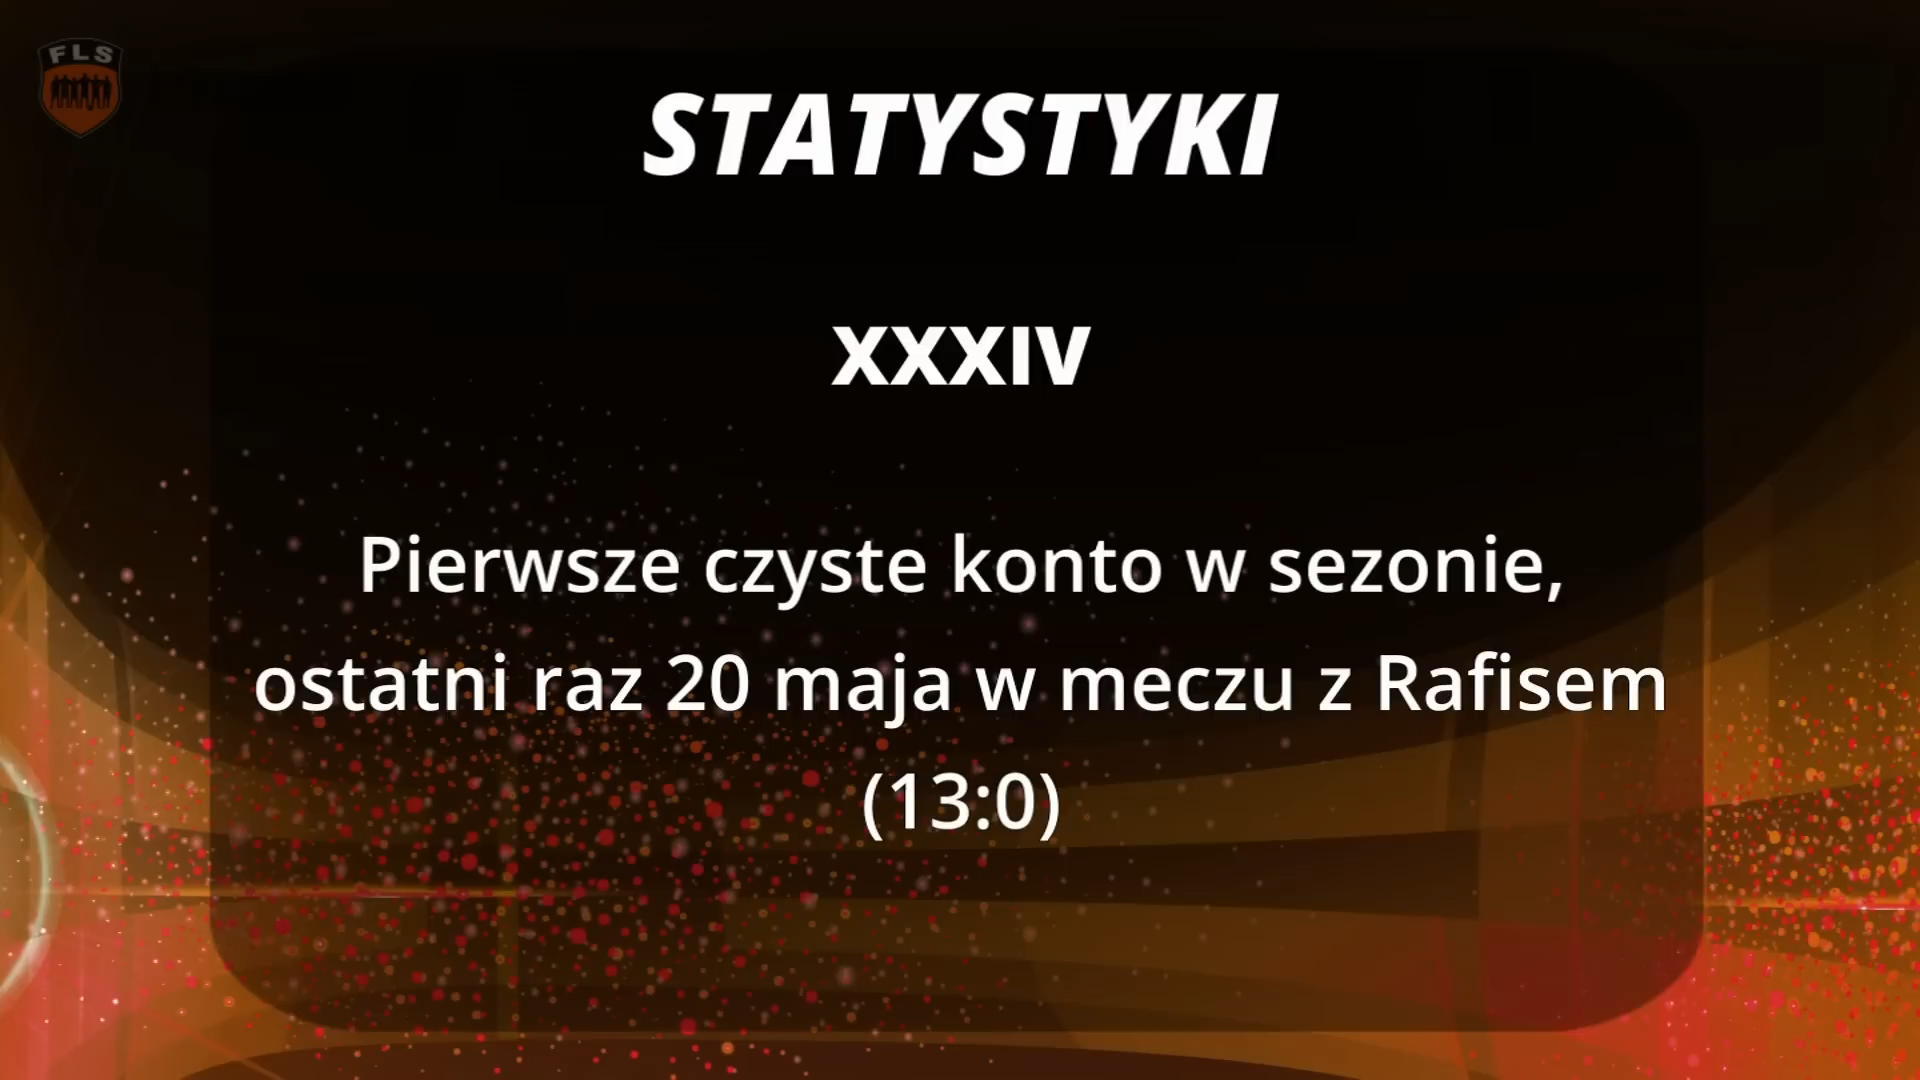 FLS
STATYSTYKI
XXXIV
Pierwsze czyste konto w sezonie,
ostatni raz 20 maja w meczu z Rafisem
(13:0)